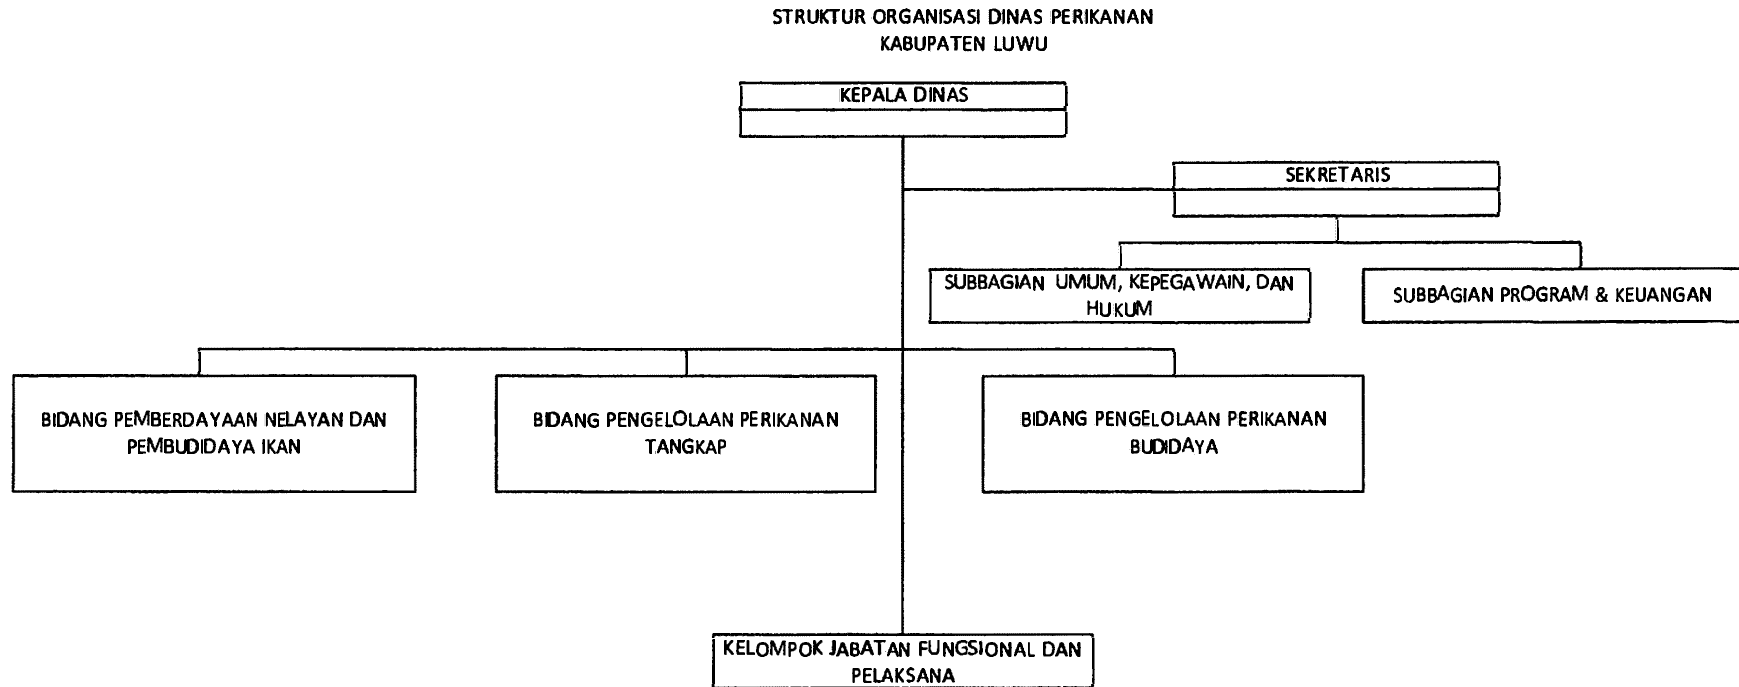 STRUKTUR ORGANISASI DINAS PERIKANAN
KABUPATEN LUWU
KEPALA DINAS
SEKRETARIS
SUBBAGIAN UMUM, KEPEGAWAIN, DAN
HUKUM
SUBBAGIAN PROGRAM & KEUANGAN
BIDANG PEMBERDAYAAN NELAYAN DAN
PEMBUDIDAYA IKAN
BIDANG PENGELOLAAN PERIKANAN
TANGKAP
BIDANG PENGELOLAAN PERIKANAN
BUDIDAYA
KELOMPOK JABATAN FUNGSIONAL DAN
PELAKSANA